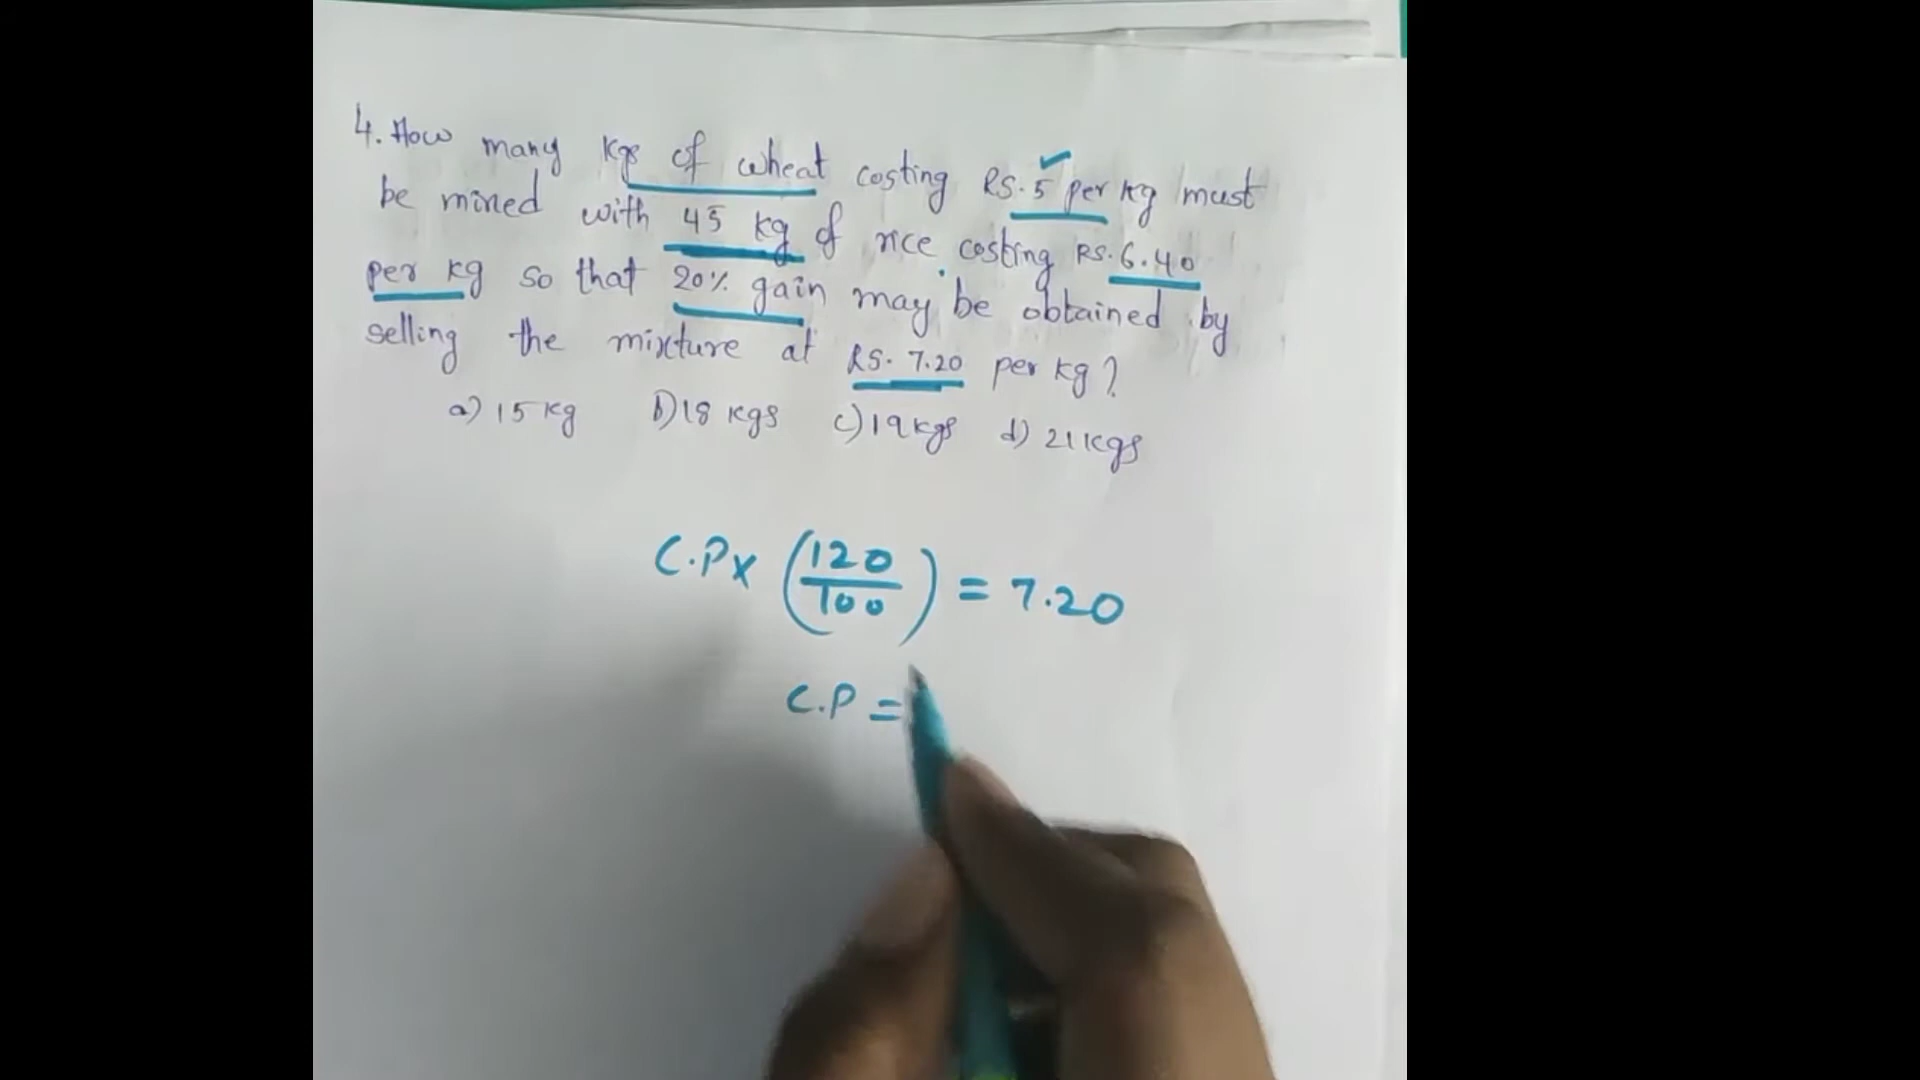 4. How many kgs of wheat costing RS. 5 per kg must
be mixed with 45 kg of rice costing RS. 6.40
per kg so that 20% gain may be obtained by
selling the mixture at RS. 7.20 per kg?
a) 15 kg b) 18 kgs c) 19 kgs d) 21 kgs
C.P x (120/100) = 7.20
C.P =